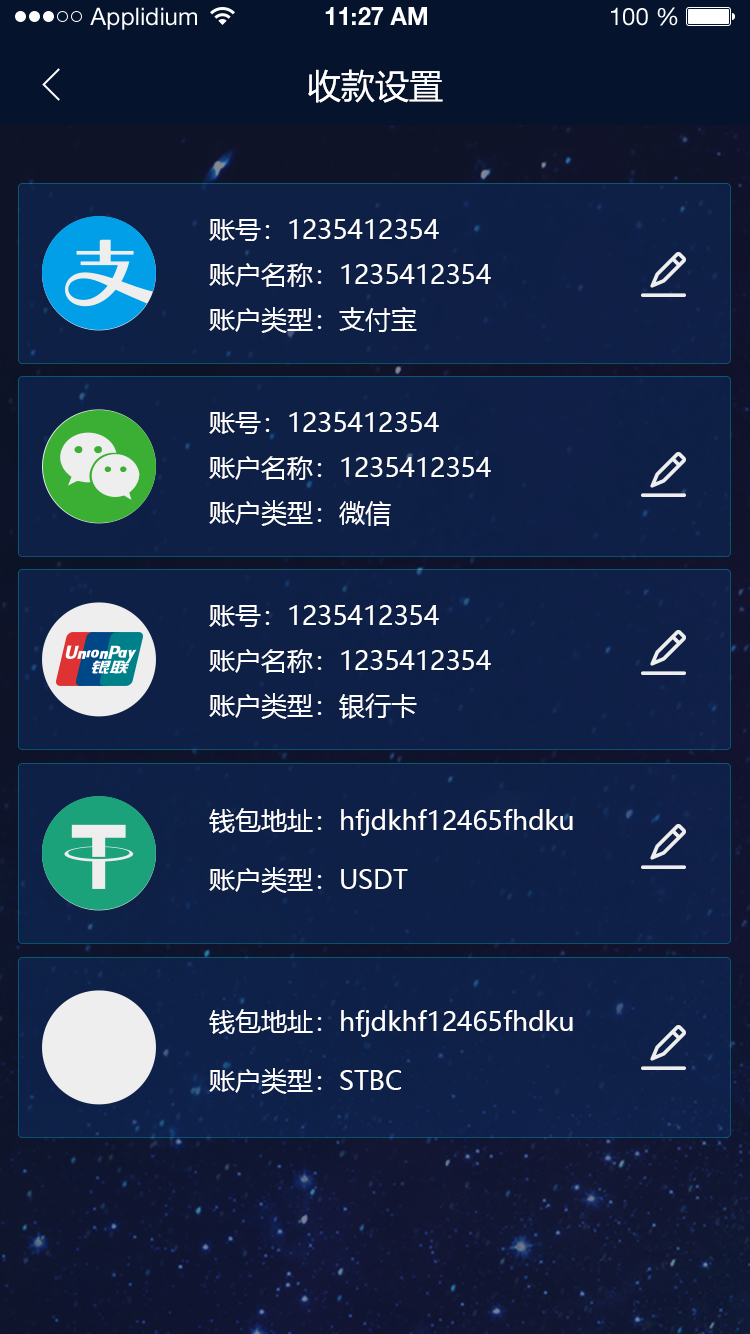 Applidium 11:27 AM 100 %
收款设置
账号：1235412354
账户名称：1235412354
账户类型：支付宝
支
账号：1235412354
账户名称：1235412354
账户类型：微信
账号：1235412354
UnionPay
银联
账户名称：1235412354
账户类型：银行卡
钱包地址：hfjdkhf12465fhdku
账户类型：USDT
钱包地址：hfjdkhf12465fhdku
账户类型：STBC